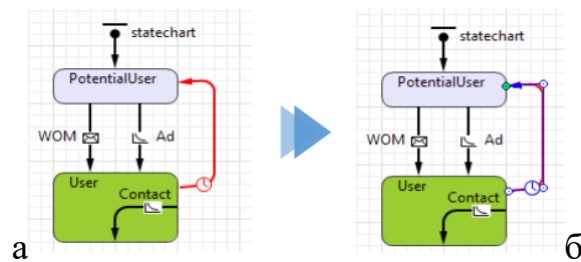 statechart
PotentialUser
WOM
Ad
User
Contact
а
statechart
PotentialUser
WOM
Ad
User
Contact
б